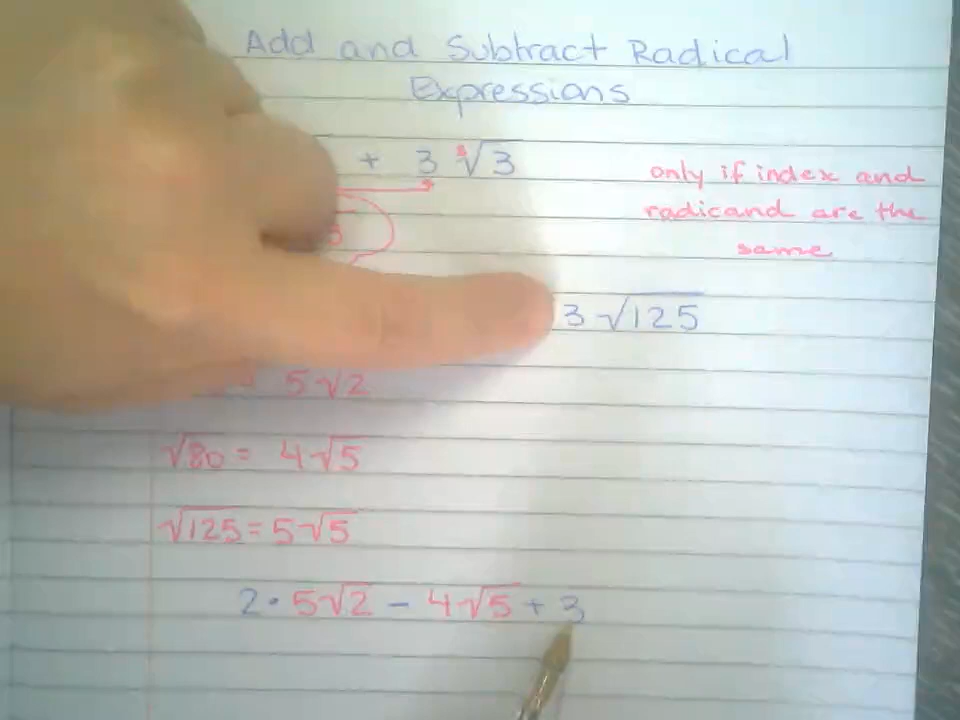 Add and Subtract Radical
Expressions
+ 3 ∛3
only if index and
radicand are the
same
3
3 √125
5√2
√80 = 4√5
√125 = 5√5
2 · 5√2 - 4√5 + 3